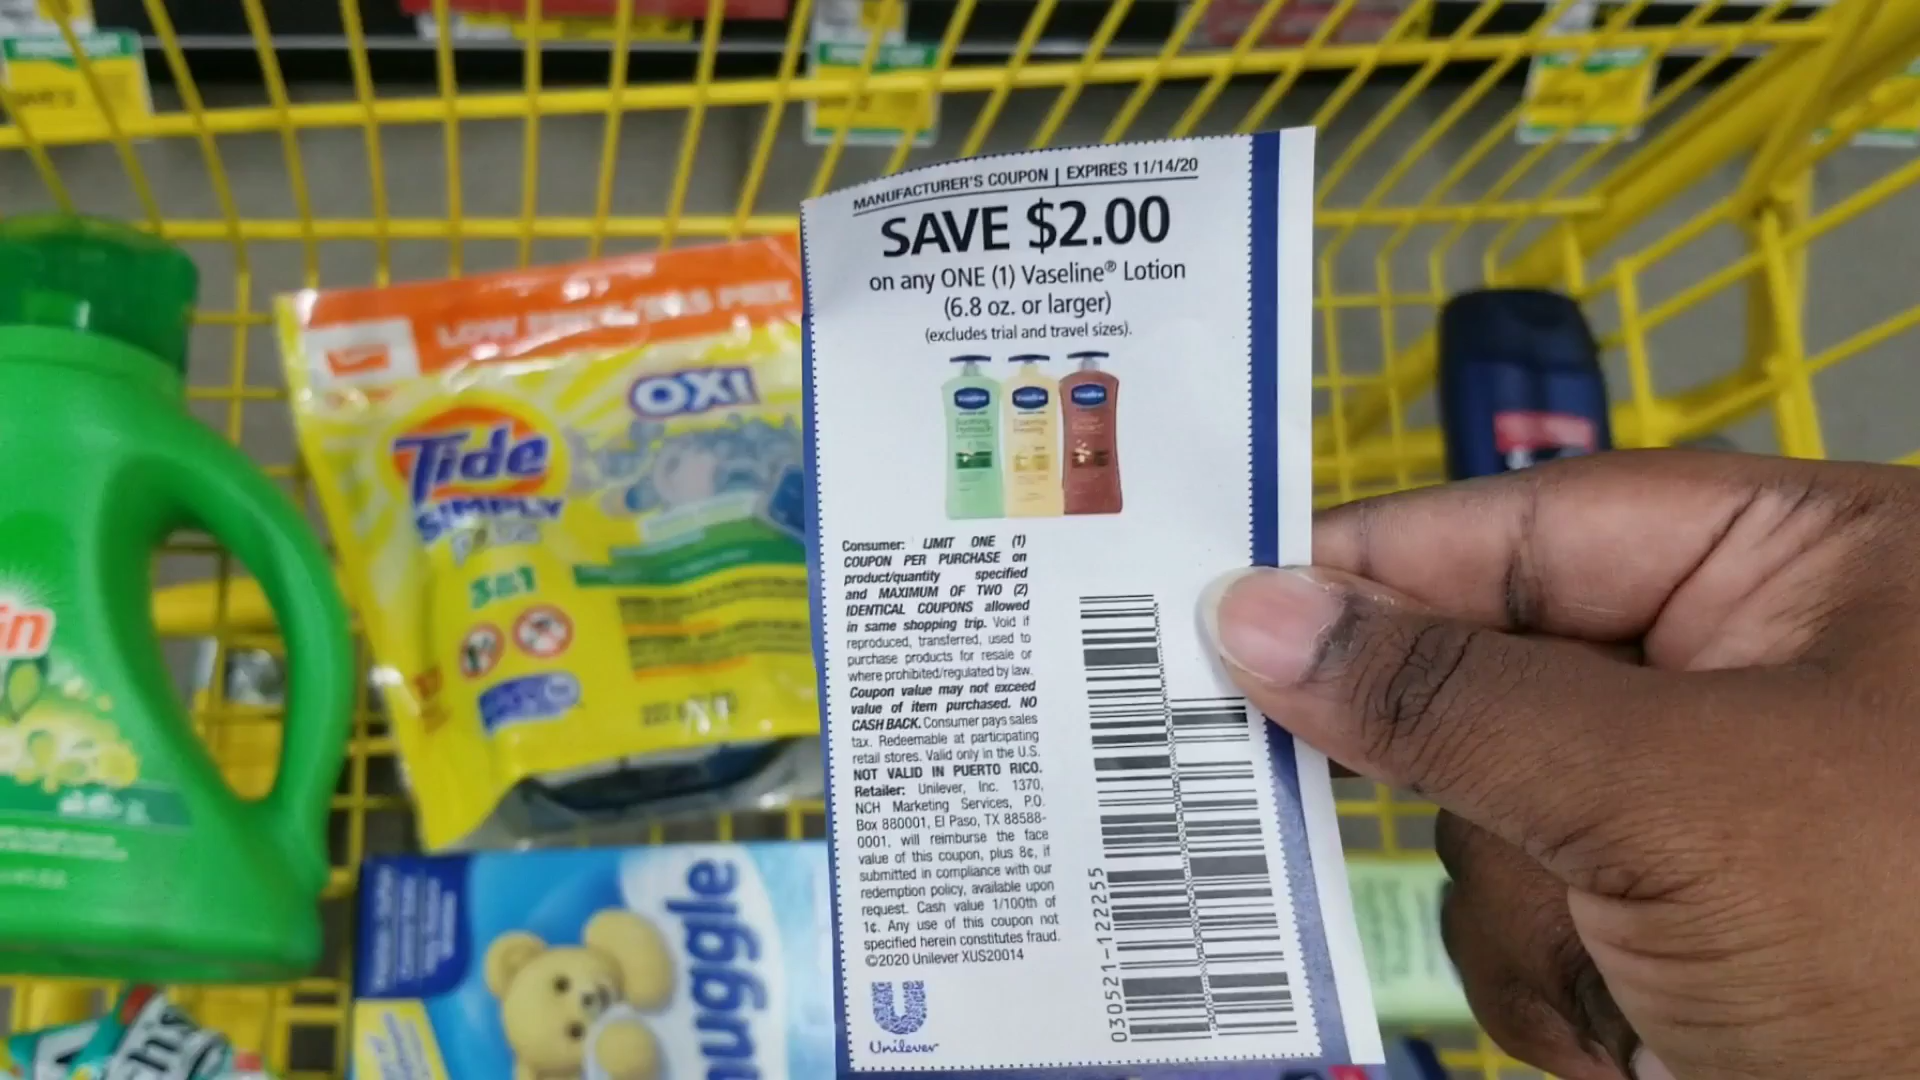 MANUFACTURER'S COUPON | EXPIRES 11/14/20
SAVE $2.00
on any ONE (1) Vaseline® Lotion
(6.8 oz. or larger)
(excludes trial and travel sizes).
Vaseline
Vaseline
Vaseline
Consumer: LIMIT ONE (1)
COUPON PER PURCHASE on
product/quantity specified
and MAXIMUM OF TWO (2)
IDENTICAL COUPONS allowed
in same shopping trip. Void if
reproduced, transferred, used to
purchase products for resale or
where prohibited/regulated by law.
Coupon value may not exceed
value of item purchased. NO
CASH BACK. Consumer pays sales
tax. Redeemable at participating
retail stores. Valid only in the U.S.
NOT VALID IN PUERTO RICO.
Retailer: Unilever, Inc. 1370,
NCH Marketing Services, P.O.
Box 880001, El Paso, TX 88588-
0001, will reimburse the face
value of this coupon, plus 8¢, if
submitted in compliance with our
redemption policy, available upon
request. Cash value 1/100th of
1¢. Any use of this coupon not
specified herein constitutes fraud.
©2020 Unilever XUS20014
Unilever
030521-122255
LOW
OXI
Tide
SIMPLY
3in1
in
nuggle